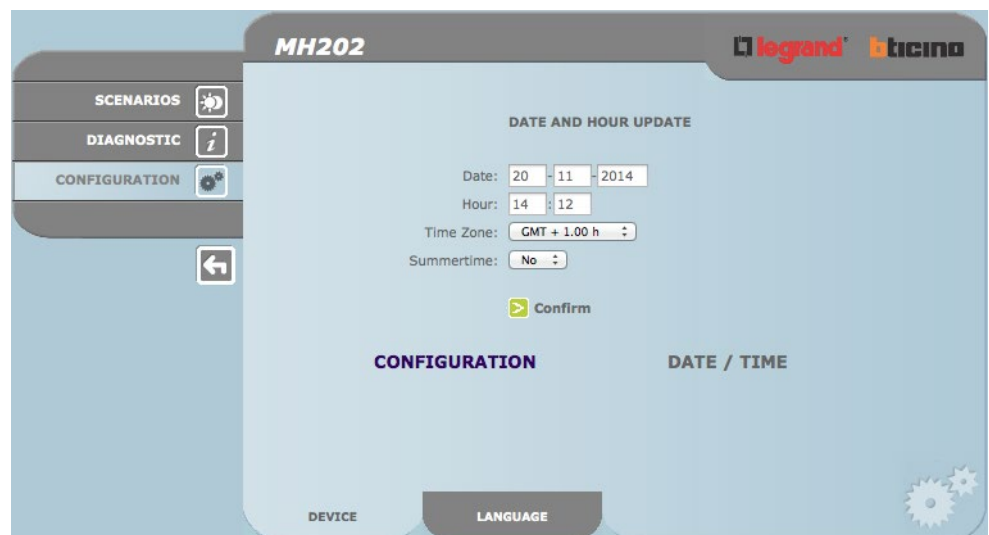 MH202
legrand bticino
SCENARIOS
DIAGNOSTIC
CONFIGURATION
DATE AND HOUR UPDATE
Date: 20 - 11 - 2014
Hour: 14 : 12
Time Zone: GMT + 1.00 h
Summertime: No
> Confirm
CONFIGURATION DATE / TIME
DEVICE LANGUAGE